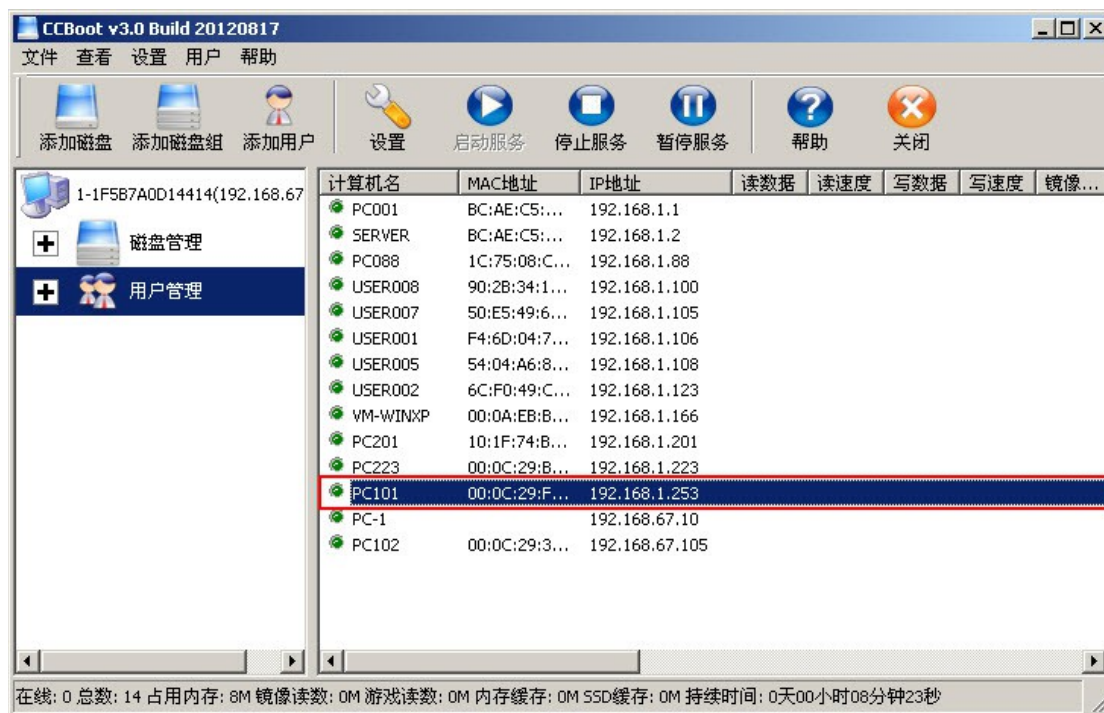 CCBoot v3.0 Build 20120817
文件 查看 设置 用户 帮助
添加磁盘 添加磁盘组 添加用户 设置 启动服务 停止服务 暂停服务 帮助 关闭
1-1F5B7A0D14414(192.168.67
磁盘管理
用户管理
计算机名 MAC地址 IP地址 读数据 读速度 写数据 写速度 镜像...
PC001 BC:AE:C5:... 192.168.1.1
SERVER BC:AE:C5:... 192.168.1.2
PC088 1C:75:08:C... 192.168.1.88
USER008 90:2B:34:1... 192.168.1.100
USER007 50:E5:49:6... 192.168.1.105
USER001 F4:6D:04:7... 192.168.1.106
USER005 54:04:A6:8... 192.168.1.108
USER002 6C:F0:49:C... 192.168.1.123
VM-WINXP 00:0A:EB:B... 192.168.1.166
PC201 10:1F:74:B... 192.168.1.201
PC223 00:0C:29:B... 192.168.1.223
PC101 00:0C:29:F... 192.168.1.253
PC-1 192.168.67.10
PC102 00:0C:29:3... 192.168.67.105
在线: 0 总数: 14 占用内存: 8M 镜像读数: 0M 游戏读数: 0M 内存缓存: 0M SSD缓存: 0M 持续时间: 0天00小时08分钟23秒